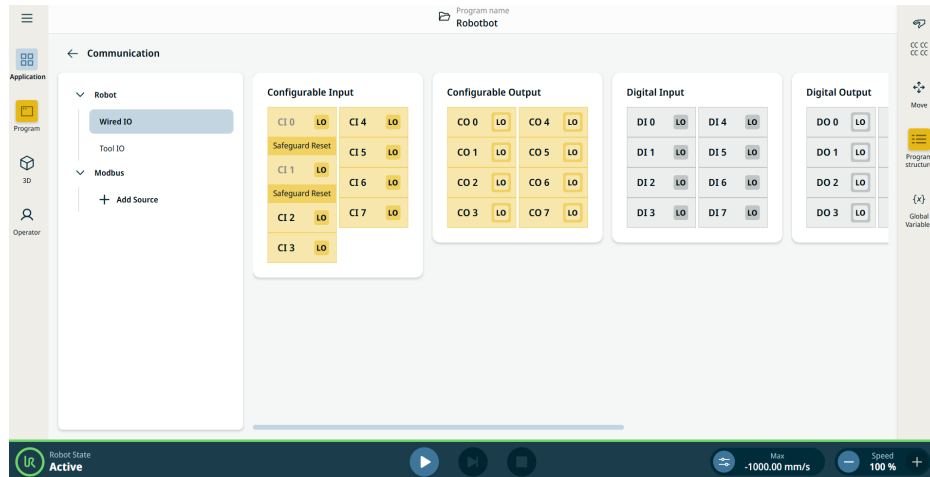 Program name
Robotbot
Communication
Application
Program
3D
Operator
Robot
Wired IO
Tool IO
Modbus
Add Source
Configurable Input
CI 0 LO CI 4 LO
Safeguard Reset
CI 5 LO
CI 1 LO
CI 6 LO
Safeguard Reset
CI 2 LO CI 7 LO
CI 3 LO
Configurable Output
CO 0 LO CO 4 LO
CO 1 LO CO 5 LO
CO 2 LO CO 6 LO
CO 3 LO CO 7 LO
Digital Input
DI 0 LO DI 4 LO
DI 1 LO DI 5 LO
DI 2 LO DI 6 LO
DI 3 LO DI 7 LO
Digital Output
DO 0 LO
DO 1 LO
DO 2 LO
DO 3 LO
CC CC
CC CC
Move
Program
structure
{x}
Global
Variables
Robot State
Active
Max
-1000.00 mm/s
Speed
100 %